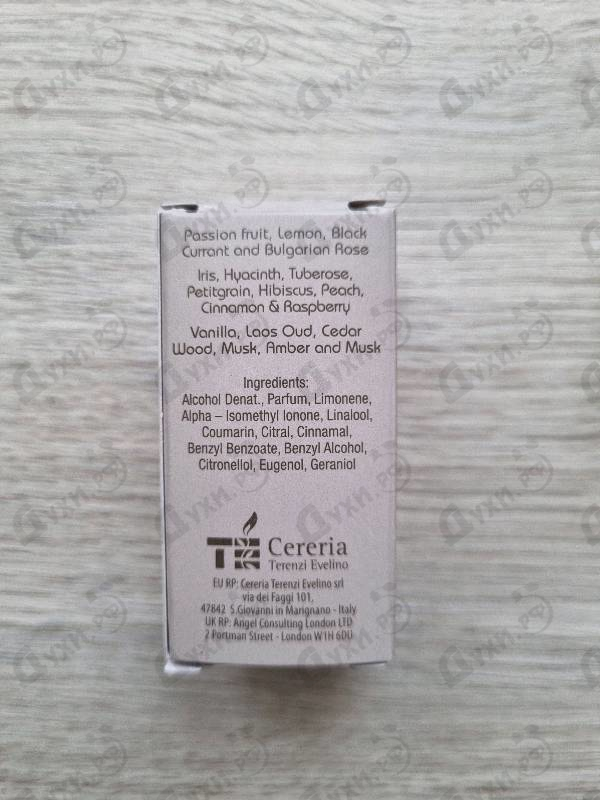 Passion fruit, Lemon, Black
Currant and Bulgarian Rose
Iris, Hyacinth, Tuberose,
Petitgrain, Hibiscus, Peach,
Cinnamon & Raspberry
Vanilla, Laos Oud, Cedar
Wood, Musk, Amber and Musk
Ingredients:
Alcohol Denat., Parfum, Limonene,
Alpha – Isomethyl Ionone, Linalool,
Coumarin, Citral, Cinnamal,
Benzyl Benzoate, Benzyl Alcohol,
Citronellol, Eugenol, Geraniol
TE Cereria
Terenzi Evelino
EU RP: Cereria Terenzi Evelino srl
via dei Faggi 101,
47842 S.Giovanni in Marignano - Italy
UK RP: Angel Consulting London LTD
2 Portman Street - London W1H 6DU
Духи.рф